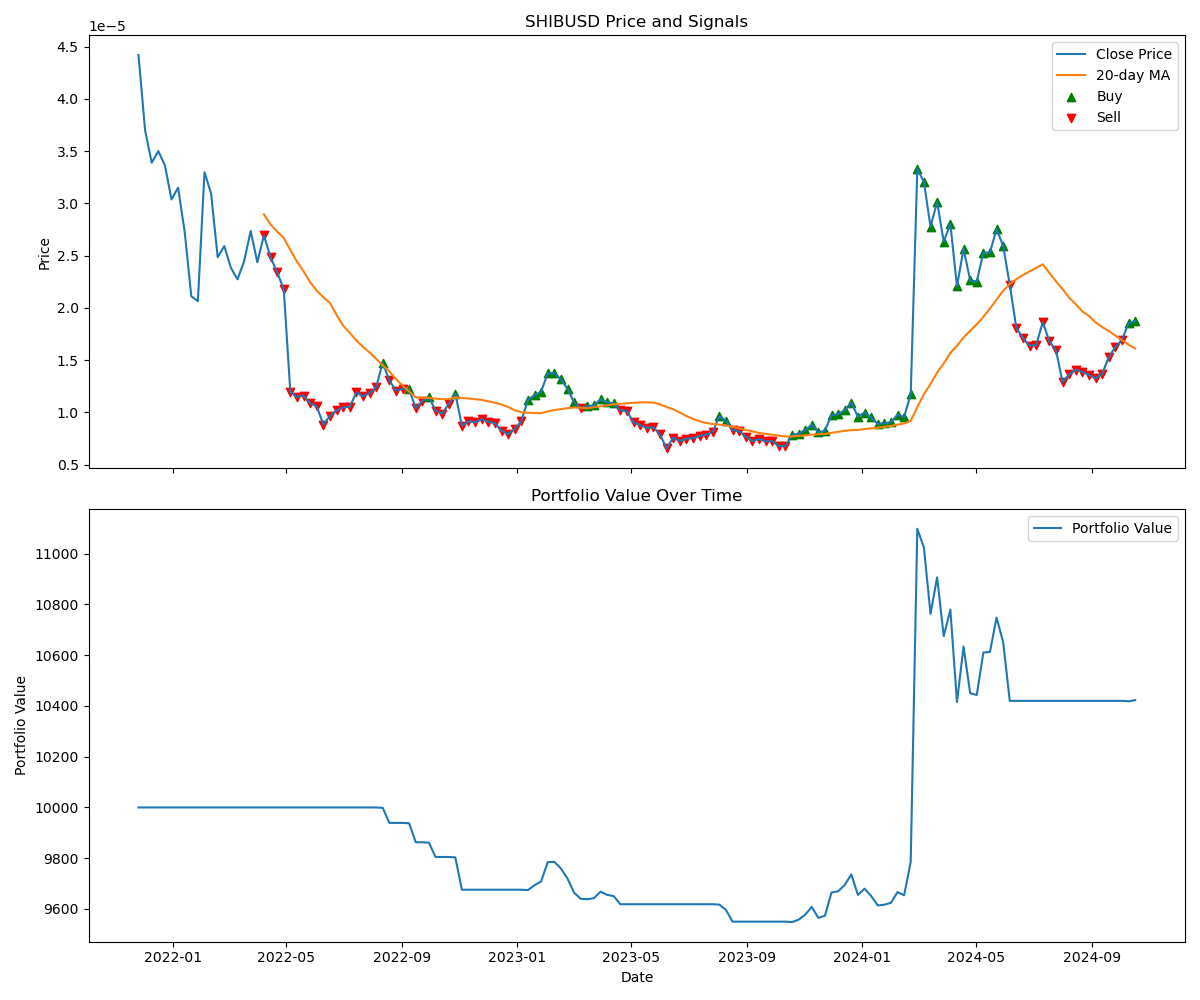 SHIBUSD Price and Signals
1e−5
4.5
4.0
3.5
3.0
2.5
2.0
1.5
1.0
0.5
Price
Close Price
20-day MA
Buy
Sell
Portfolio Value Over Time
11000
10800
10600
10400
10200
10000
9800
9600
Portfolio Value
Portfolio Value
2022-01 2022-05 2022-09 2023-01 2023-05 2023-09 2024-01 2024-05 2024-09
Date